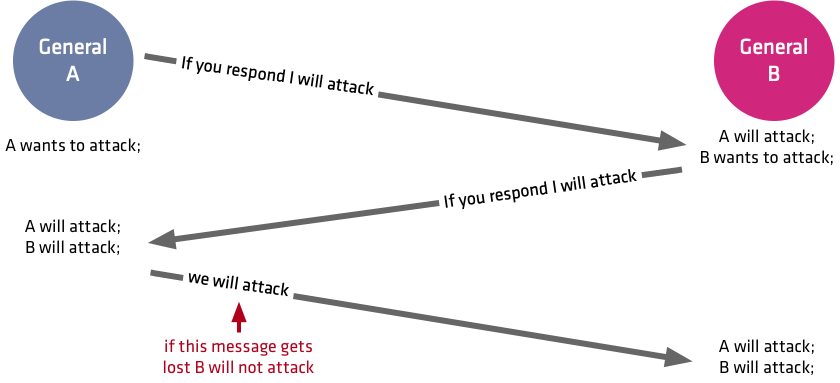 General
A
General
B
If you respond I will attack
A wants to attack;
A will attack;
B wants to attack;
If you respond I will attack
A will attack;
B will attack;
we will attack
if this message gets
lost B will not attack
A will attack;
B will attack;